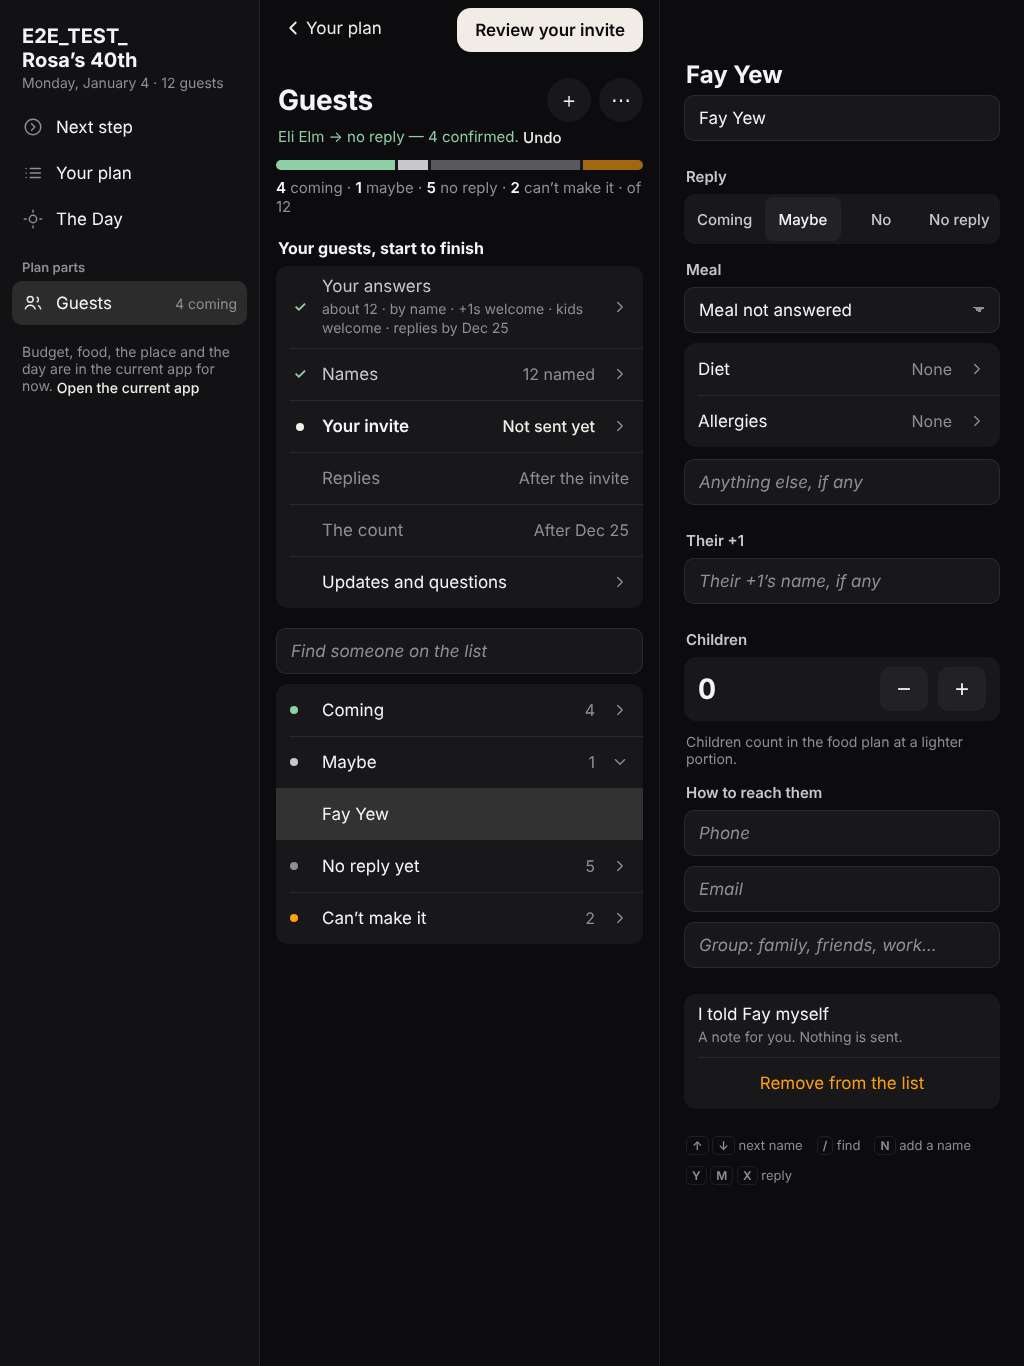 E2E_TEST_
Rosa’s 40th
Monday, January 4 · 12 guests
Next step
Your plan
The Day
Plan parts
Guests 4 coming
Budget, food, the place and the
day are in the current app for
now. Open the current app
Your plan
Review your invite
Guests
+ ···
Eli Elm → no reply — 4 confirmed. Undo
4 coming · 1 maybe · 5 no reply · 2 can’t make it · of
12
Your guests, start to finish
Your answers
about 12 · by name · +1s welcome · kids
welcome · replies by Dec 25
Names 12 named
Your invite Not sent yet
Replies After the invite
The count After Dec 25
Updates and questions
Find someone on the list
Coming 4
Maybe 1
Fay Yew
No reply yet 5
Can’t make it 2
Fay Yew
Fay Yew
Reply
Coming Maybe No No reply
Meal
Meal not answered
Diet None
Allergies None
Anything else, if any
Their +1
Their +1’s name, if any
Children
0 − +
Children count in the food plan at a lighter
portion.
How to reach them
Phone
Email
Group: family, friends, work…
I told Fay myself
A note for you. Nothing is sent.
Remove from the list
↑ ↓ next name / find N add a name
Y M X reply